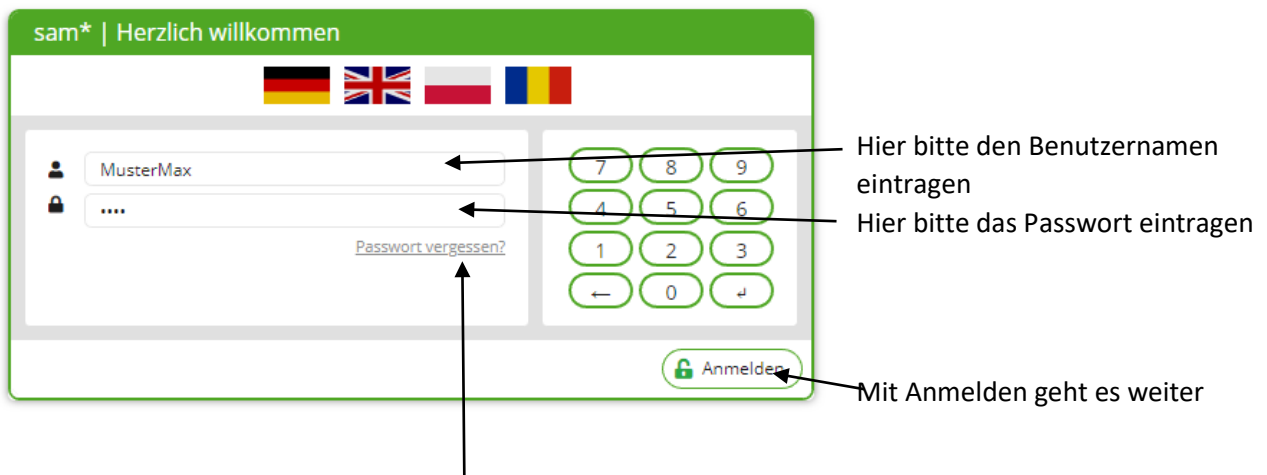 sam* | Herzlich willkommen
MusterMax
••••
Passwort vergessen?
7 8 9
4 5 6
1 2 3
← 0 ↵
Anmelden
Hier bitte den Benutzernamen
eintragen
Hier bitte das Passwort eintragen
Mit Anmelden geht es weiter